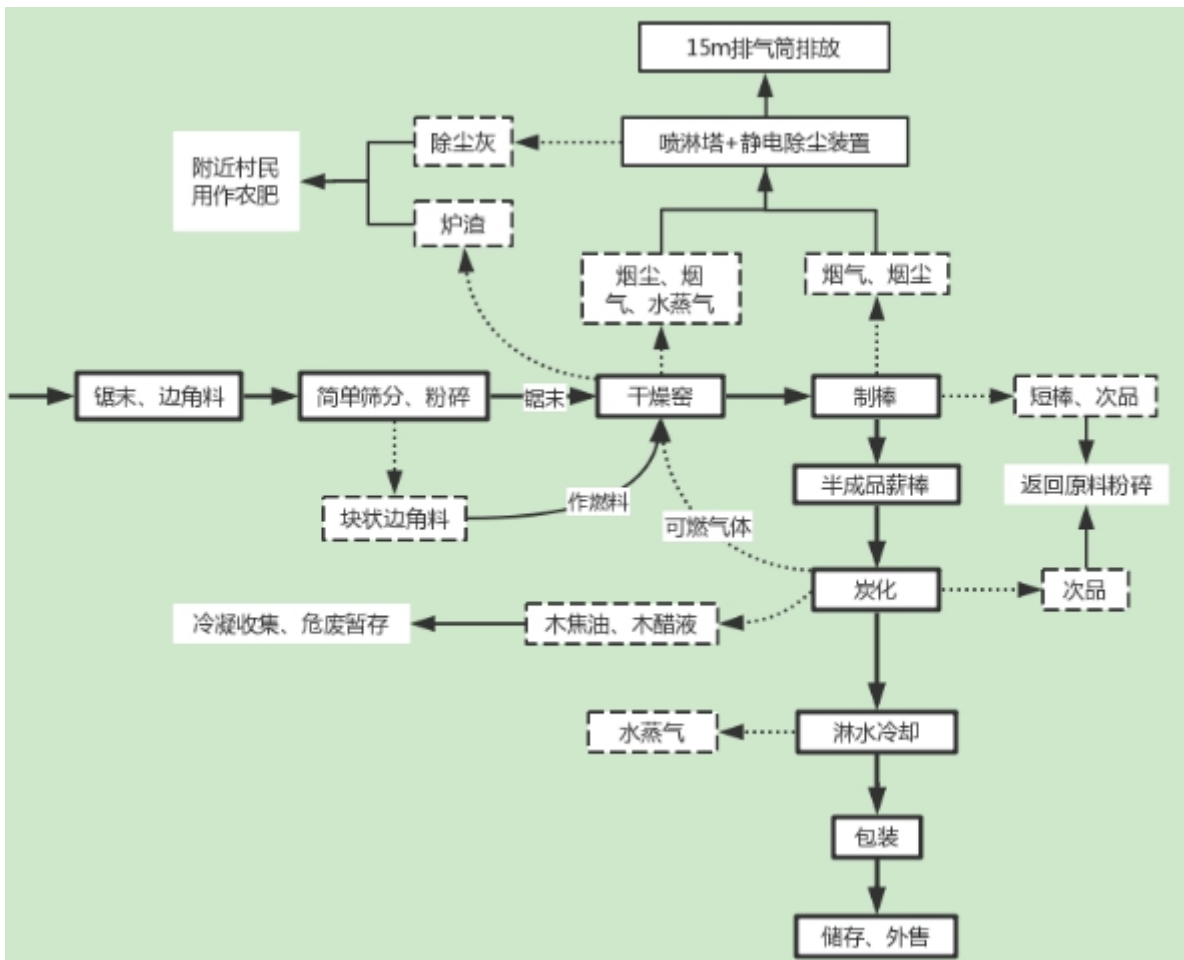 15m排气筒排放
除尘灰
喷淋塔+静电除尘装置
附近村民
用作农肥
炉渣
烟尘、烟
气、水蒸气
烟气、烟尘
锯末、边角料
简单筛分、粉碎
锯末
干燥窑
制棒
短棒、次品
半成品薪棒
返回原料粉碎
块状边角料
作燃料
可燃气体
炭化
次品
冷凝收集、危废暂存
木焦油、木醋液
水蒸气
淋水冷却
包装
储存、外售